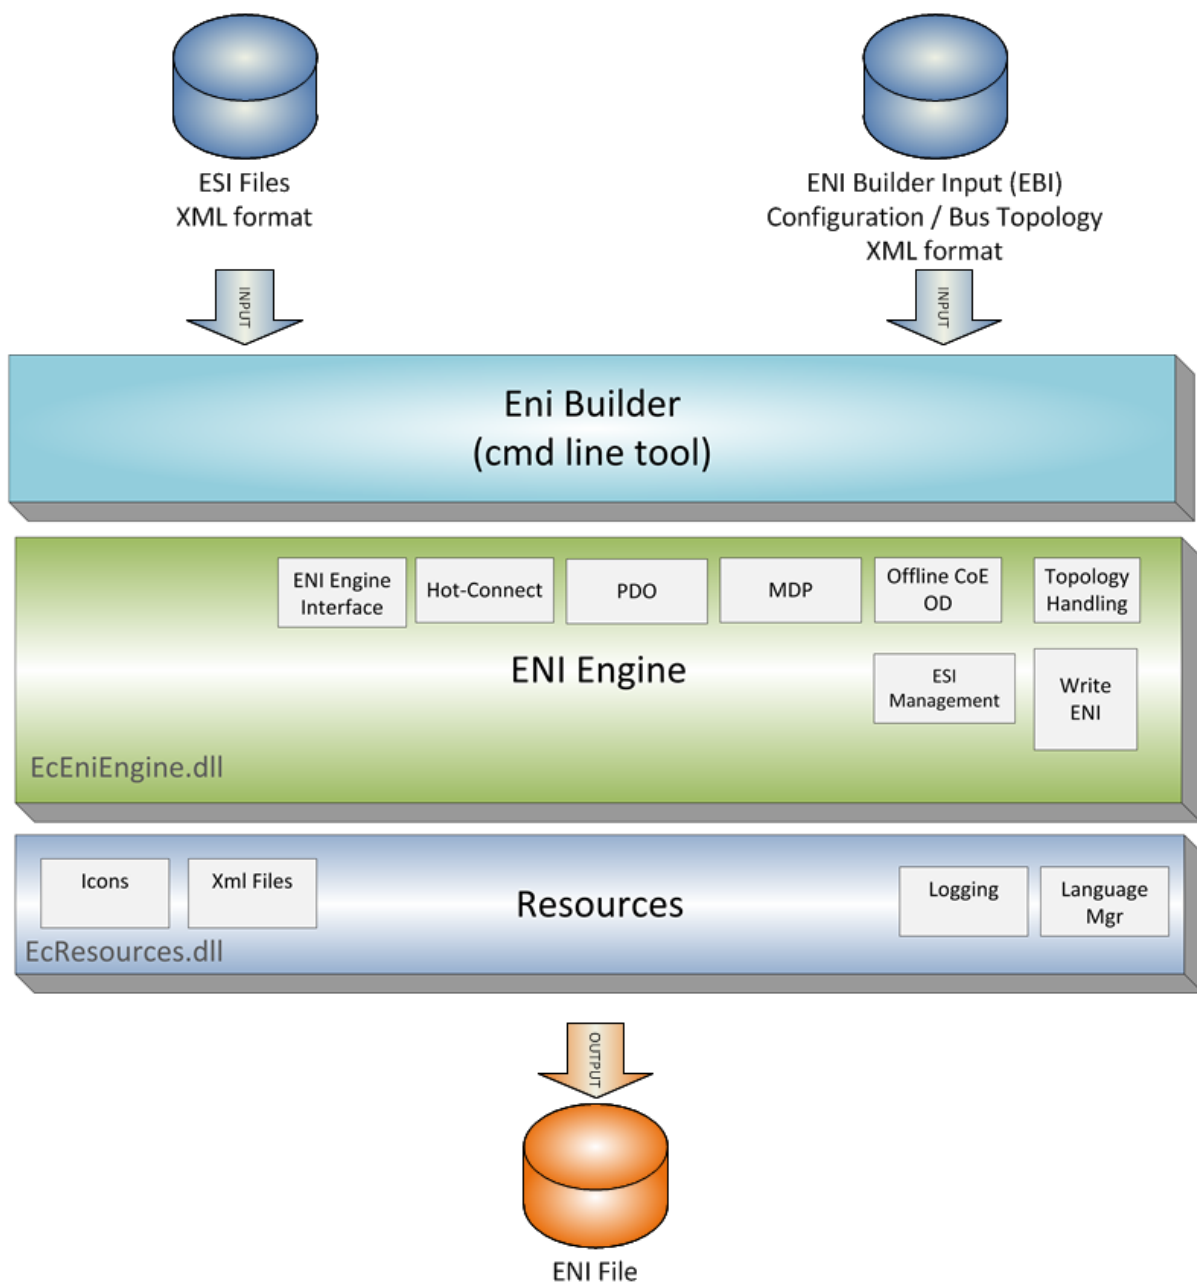 ESI Files
XML format
ENI Builder Input (EBI)
Configuration / Bus Topology
XML format
INPUT
INPUT
Eni Builder
(cmd line tool)
ENI Engine
Interface
Hot-Connect
PDO
MDP
Offline CoE
OD
Topology
Handling
ENI Engine
ESI
Management
Write
ENI
EcEniEngine.dll
Icons
Xml Files
Resources
Logging
Language
Mgr
EcResources.dll
OUTPUT
ENI File